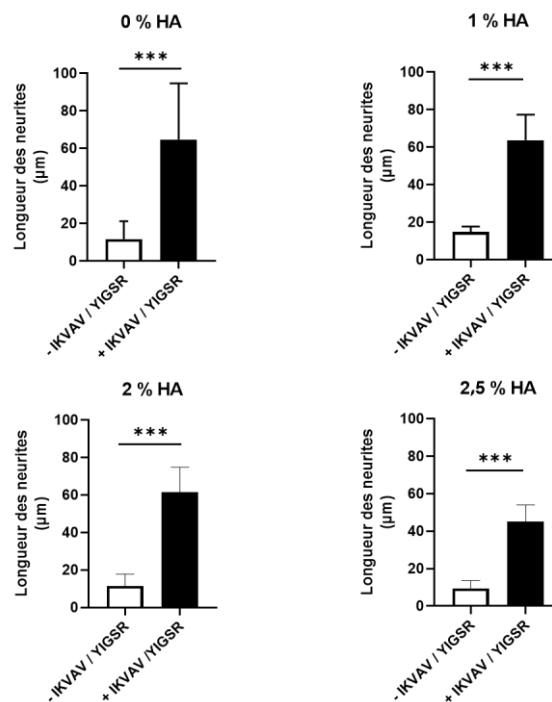 0 % HA
***
Longueur des neurites
(µm)
100
80
60
40
20
0
- IKVAV / YIGSR
+ IKVAV / YIGSR
1 % HA
***
Longueur des neurites
(µm)
100
80
60
40
20
0
- IKVAV / YIGSR
+ IKVAV / YIGSR
2 % HA
***
Longueur des neurites
(µm)
100
80
60
40
20
0
- IKVAV / YIGSR
+ IKVAV /YIGSR
2,5 % HA
***
Longueur des neurites
(µm)
100
80
60
40
20
0
- IKVAV / YIGSR
+ IKVAV / YIGSR